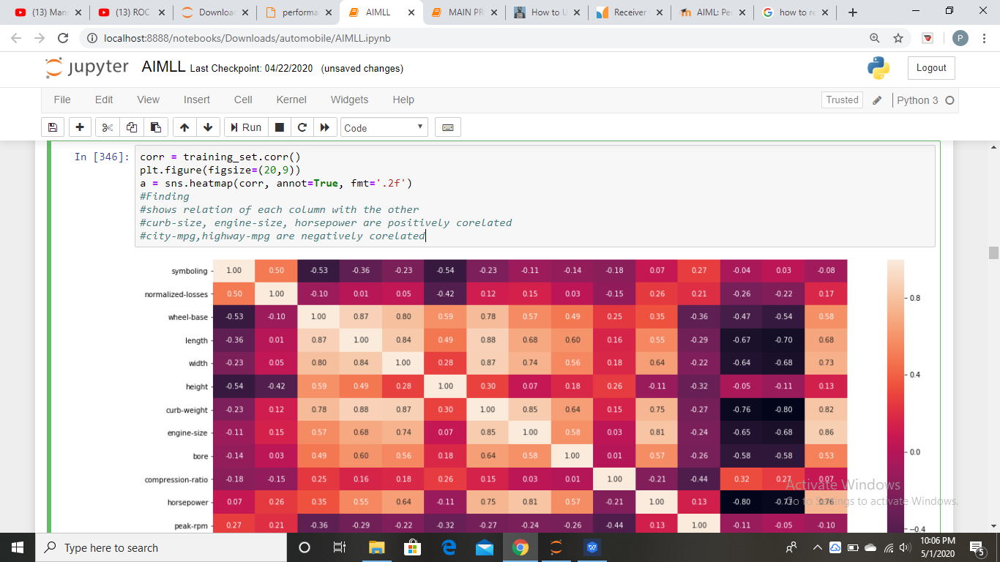 (13) Man
(13) ROC
Download
performa
AIMLL
MAIN PR
How to U
Receiver
AIML: Pe
how to re
localhost:8888/notebooks/Downloads/automobile/AIMLL.ipynb
P
jupyter AIMLL Last Checkpoint: 04/22/2020 (unsaved changes)
Logout
File Edit View Insert Cell Kernel Widgets Help
Trusted Python 3
Run Code
In [346]: corr = training_set.corr()
plt.figure(figsize=(20,9))
a = sns.heatmap(corr, annot=True, fmt='.2f')
#Finding
#shows relation of each column with the other
#curb-size, engine-size, horsepower are positively corelated
#city-mpg,highway-mpg are negatively corelated
symboling 1.00 0.50 -0.53 -0.36 -0.23 -0.54 -0.23 -0.11 -0.14 -0.18 0.07 0.27 -0.04 0.03 -0.08
normalized-losses 0.50 1.00 -0.10 0.01 0.05 -0.42 0.12 0.15 0.03 -0.15 0.26 0.21 -0.26 -0.22 0.17
wheel-base -0.53 -0.10 1.00 0.87 0.80 0.59 0.78 0.57 0.49 0.25 0.35 -0.36 -0.47 -0.54 0.58
length -0.36 0.01 0.87 1.00 0.84 0.49 0.88 0.68 0.60 0.16 0.55 -0.29 -0.67 -0.70 0.68
width -0.23 0.05 0.80 0.84 1.00 0.28 0.87 0.74 0.56 0.18 0.64 -0.22 -0.64 -0.68 0.73
height -0.54 -0.42 0.59 0.49 0.28 1.00 0.30 0.07 0.18 0.26 -0.11 -0.32 -0.05 -0.11 0.13
curb-weight -0.23 0.12 0.78 0.88 0.87 0.30 1.00 0.85 0.64 0.15 0.75 -0.27 -0.76 -0.80 0.82
engine-size -0.11 0.15 0.57 0.68 0.74 0.07 0.85 1.00 0.58 0.03 0.81 -0.24 -0.65 -0.68 0.86
bore -0.14 0.03 0.49 0.60 0.56 0.18 0.64 0.58 1.00 0.01 0.57 -0.26 -0.58 -0.58 0.53
compression-ratio -0.18 -0.15 0.25 0.16 0.18 0.26 0.15 0.03 0.01 1.00 -0.21 -0.44 0.32 0.27 0.07
horsepower 0.07 0.26 0.35 0.55 0.64 -0.11 0.75 0.81 0.57 -0.21 1.00 0.13 -0.80 -0.73 0.76
peak-rpm 0.27 0.21 -0.36 -0.29 -0.22 -0.32 -0.27 -0.24 -0.26 -0.44 0.13 1.00 -0.11 -0.05 -0.10
0.8
0.4
0.0
-0.4
Activate Windows
Go to Settings to activate Windows.
Type here to search
10:06 PM
5/1/2020
5